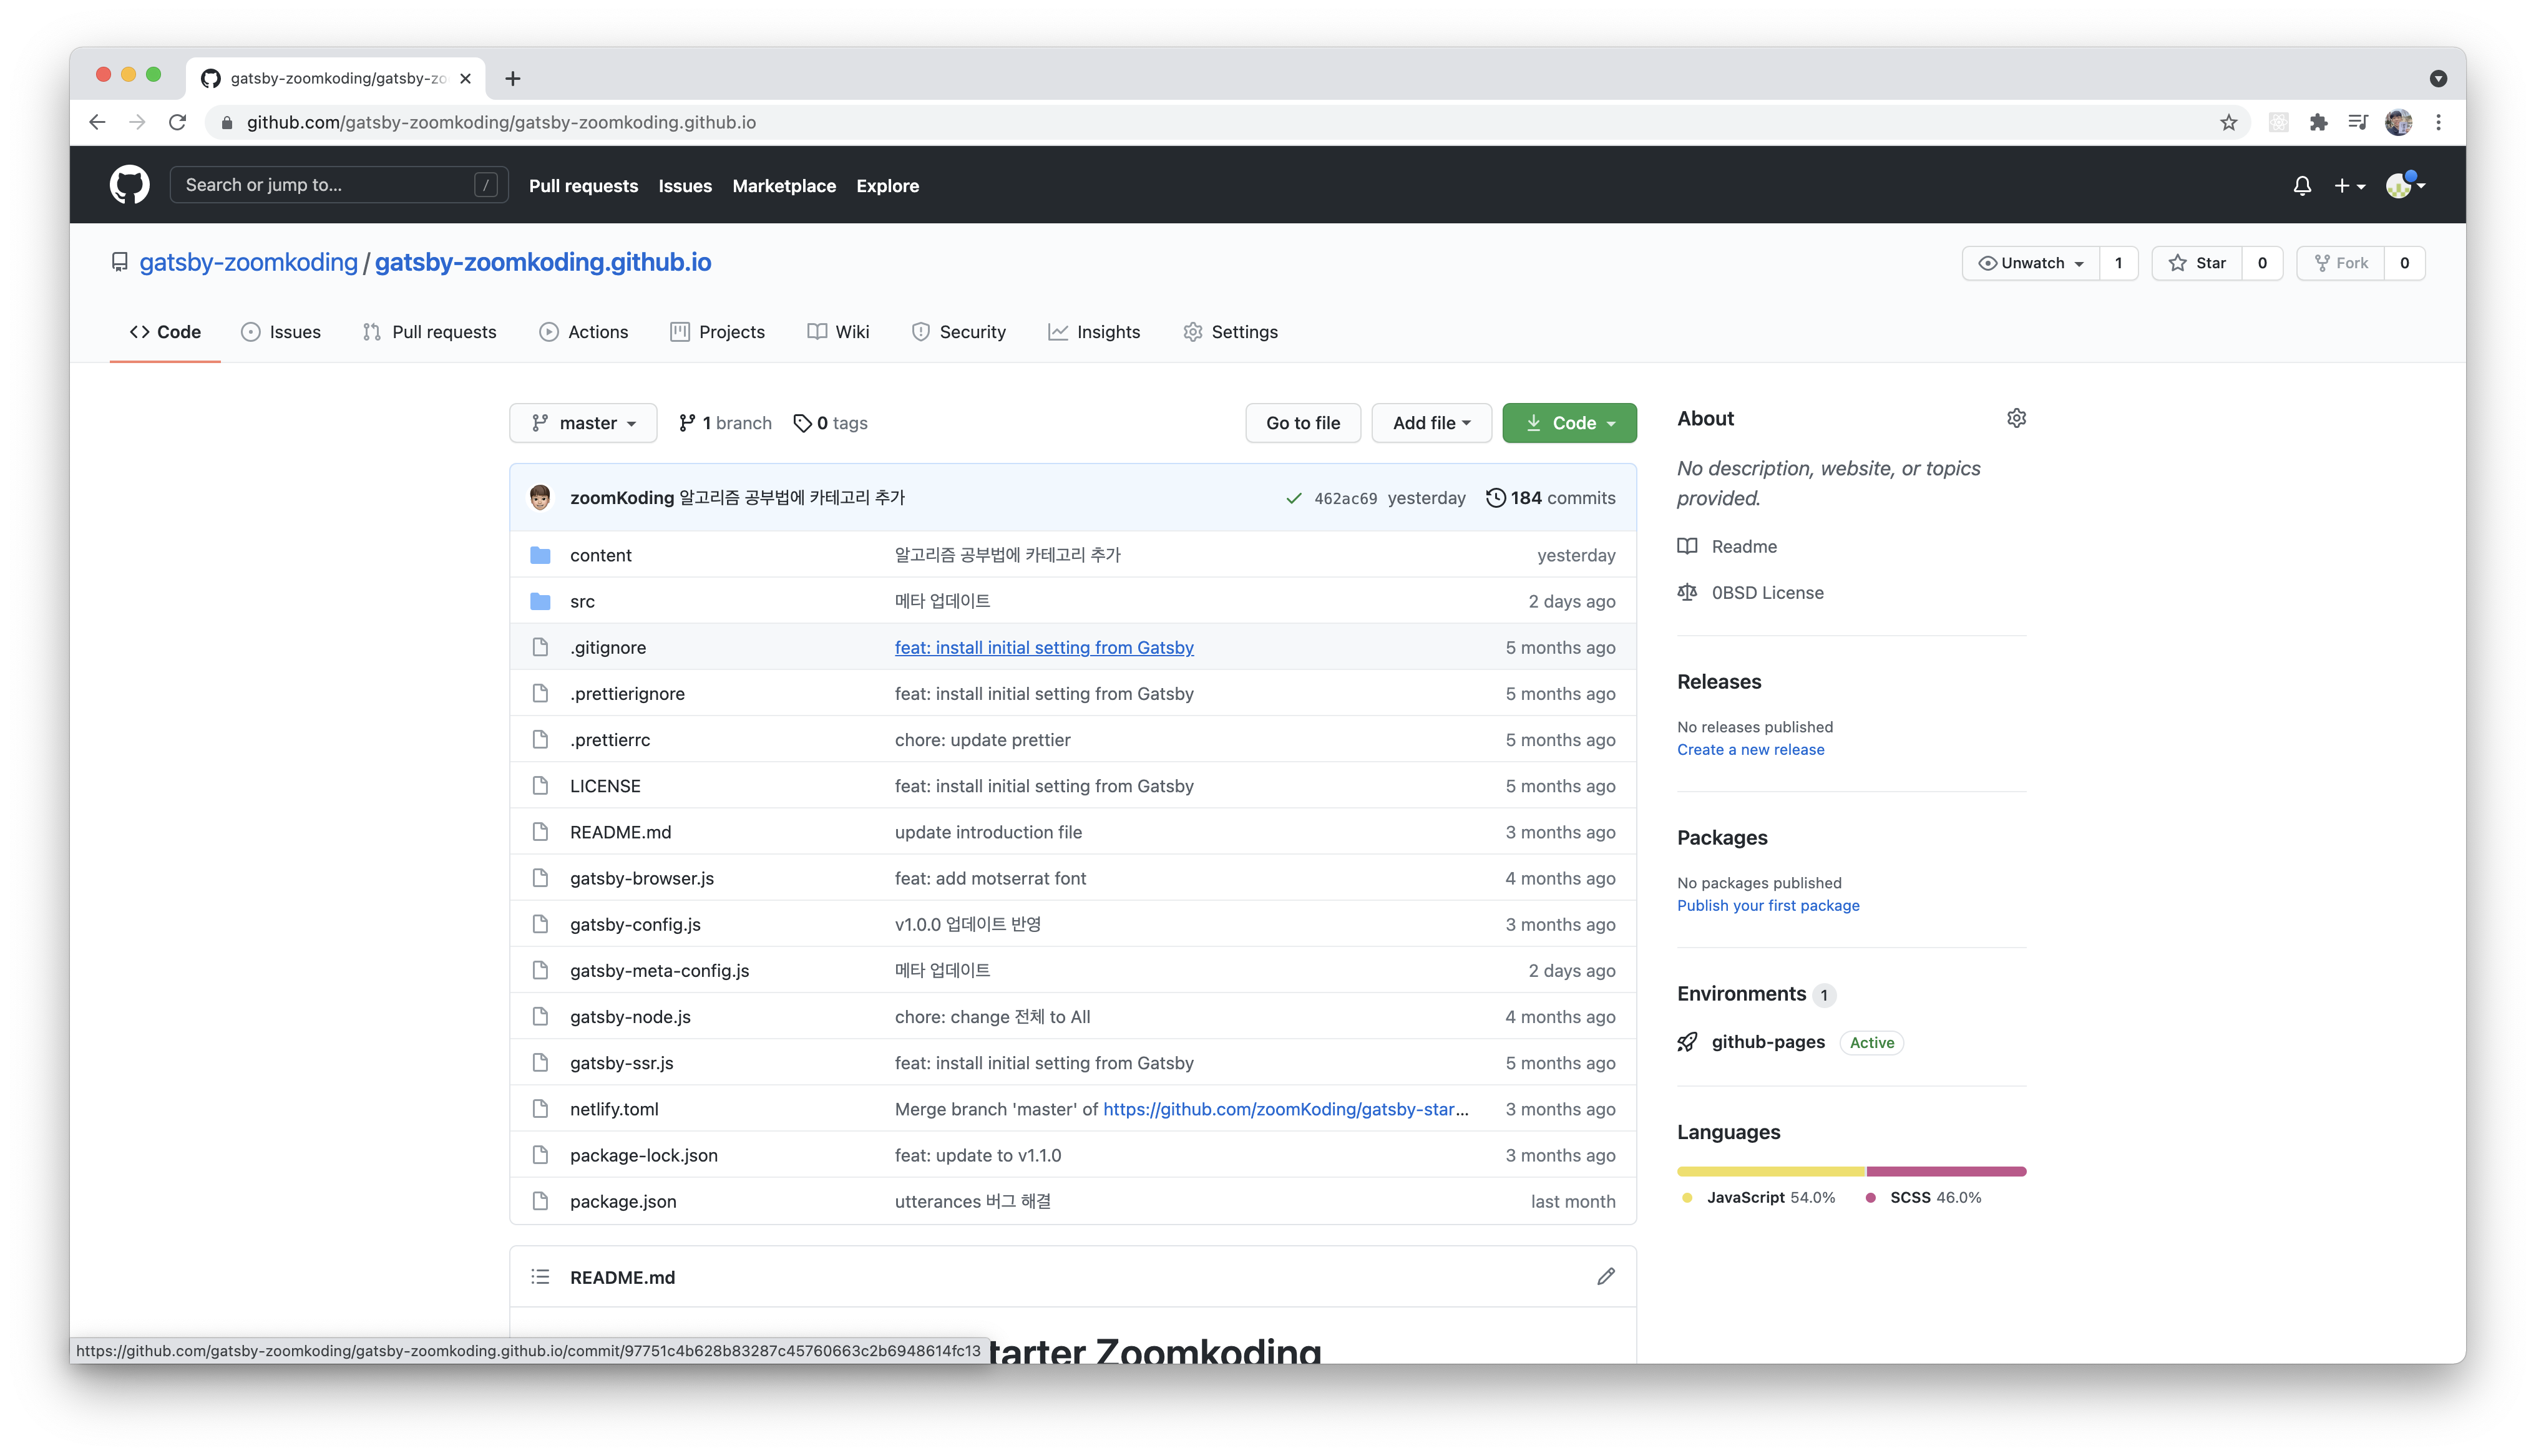 gatsby-zoomkoding/gatsby-zo
github.com/gatsby-zoomkoding/gatsby-zoomkoding.github.io
Search or jump to... / Pull requests Issues Marketplace Explore
gatsby-zoomkoding / gatsby-zoomkoding.github.io Unwatch 1 Star 0 Fork 0
Code Issues Pull requests Actions Projects Wiki Security Insights Settings
master 1 branch 0 tags Go to file Add file Code
zoomKoding 알고리즘 공부법에 카테고리 추가 462ac69 yesterday 184 commits
content 알고리즘 공부법에 카테고리 추가 yesterday
src 메타 업데이트 2 days ago
.gitignore feat: install initial setting from Gatsby 5 months ago
.prettierignore feat: install initial setting from Gatsby 5 months ago
.prettierrc chore: update prettier 5 months ago
LICENSE feat: install initial setting from Gatsby 5 months ago
README.md update introduction file 3 months ago
gatsby-browser.js feat: add motserrat font 4 months ago
gatsby-config.js v1.0.0 업데이트 반영 3 months ago
gatsby-meta-config.js 메타 업데이트 2 days ago
gatsby-node.js chore: change 전체 to All 4 months ago
gatsby-ssr.js feat: install initial setting from Gatsby 5 months ago
netlify.toml Merge branch 'master' of https://github.com/zoomKoding/gatsby-star... 3 months ago
package-lock.json feat: update to v1.1.0 3 months ago
package.json utterances 버그 해결 last month
README.md
tarter Zoomkoding
About
No description, website, or topics
provided.
Readme
0BSD License
Releases
No releases published
Create a new release
Packages
No packages published
Publish your first package
Environments 1
github-pages Active
Languages
JavaScript 54.0% SCSS 46.0%
https://github.com/gatsby-zoomkoding/gatsby-zoomkoding.github.io/commit/97751c4b628b83287c45760663c2b6948614fc13